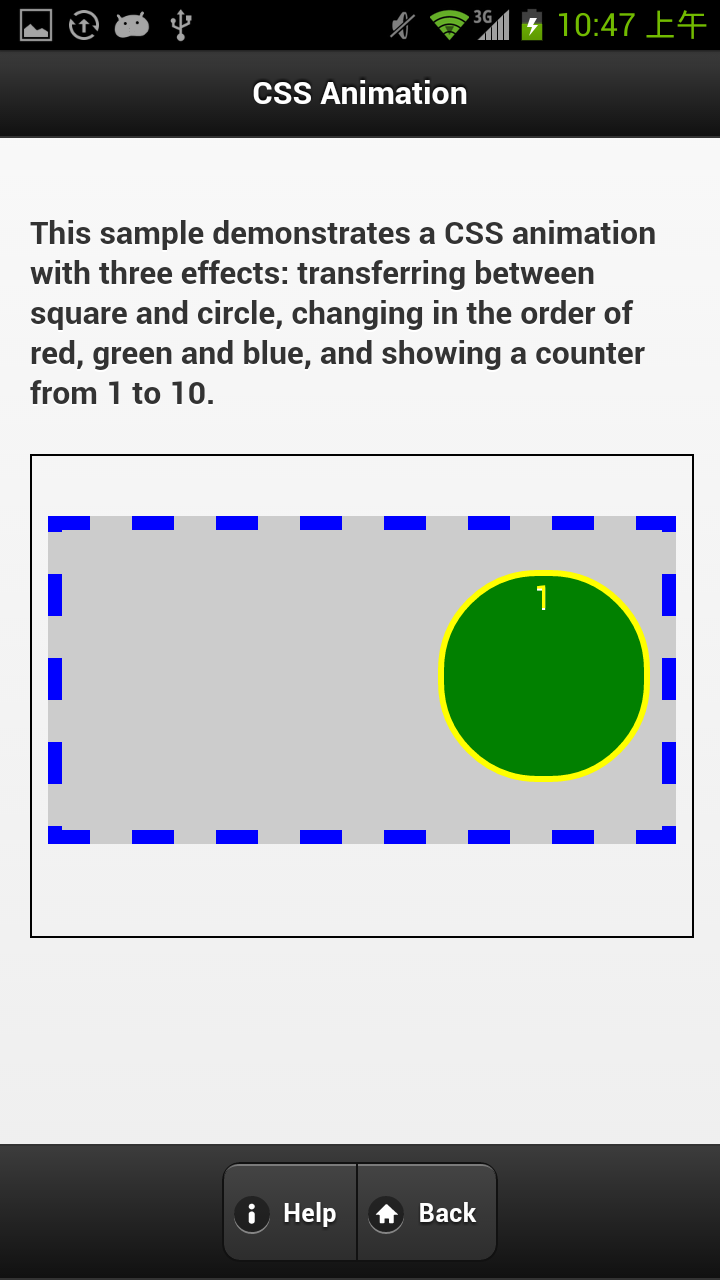 3G 10:47 上午
CSS Animation
This sample demonstrates a CSS animation
with three effects: transferring between
square and circle, changing in the order of
red, green and blue, and showing a counter
from 1 to 10.
1
Help Back